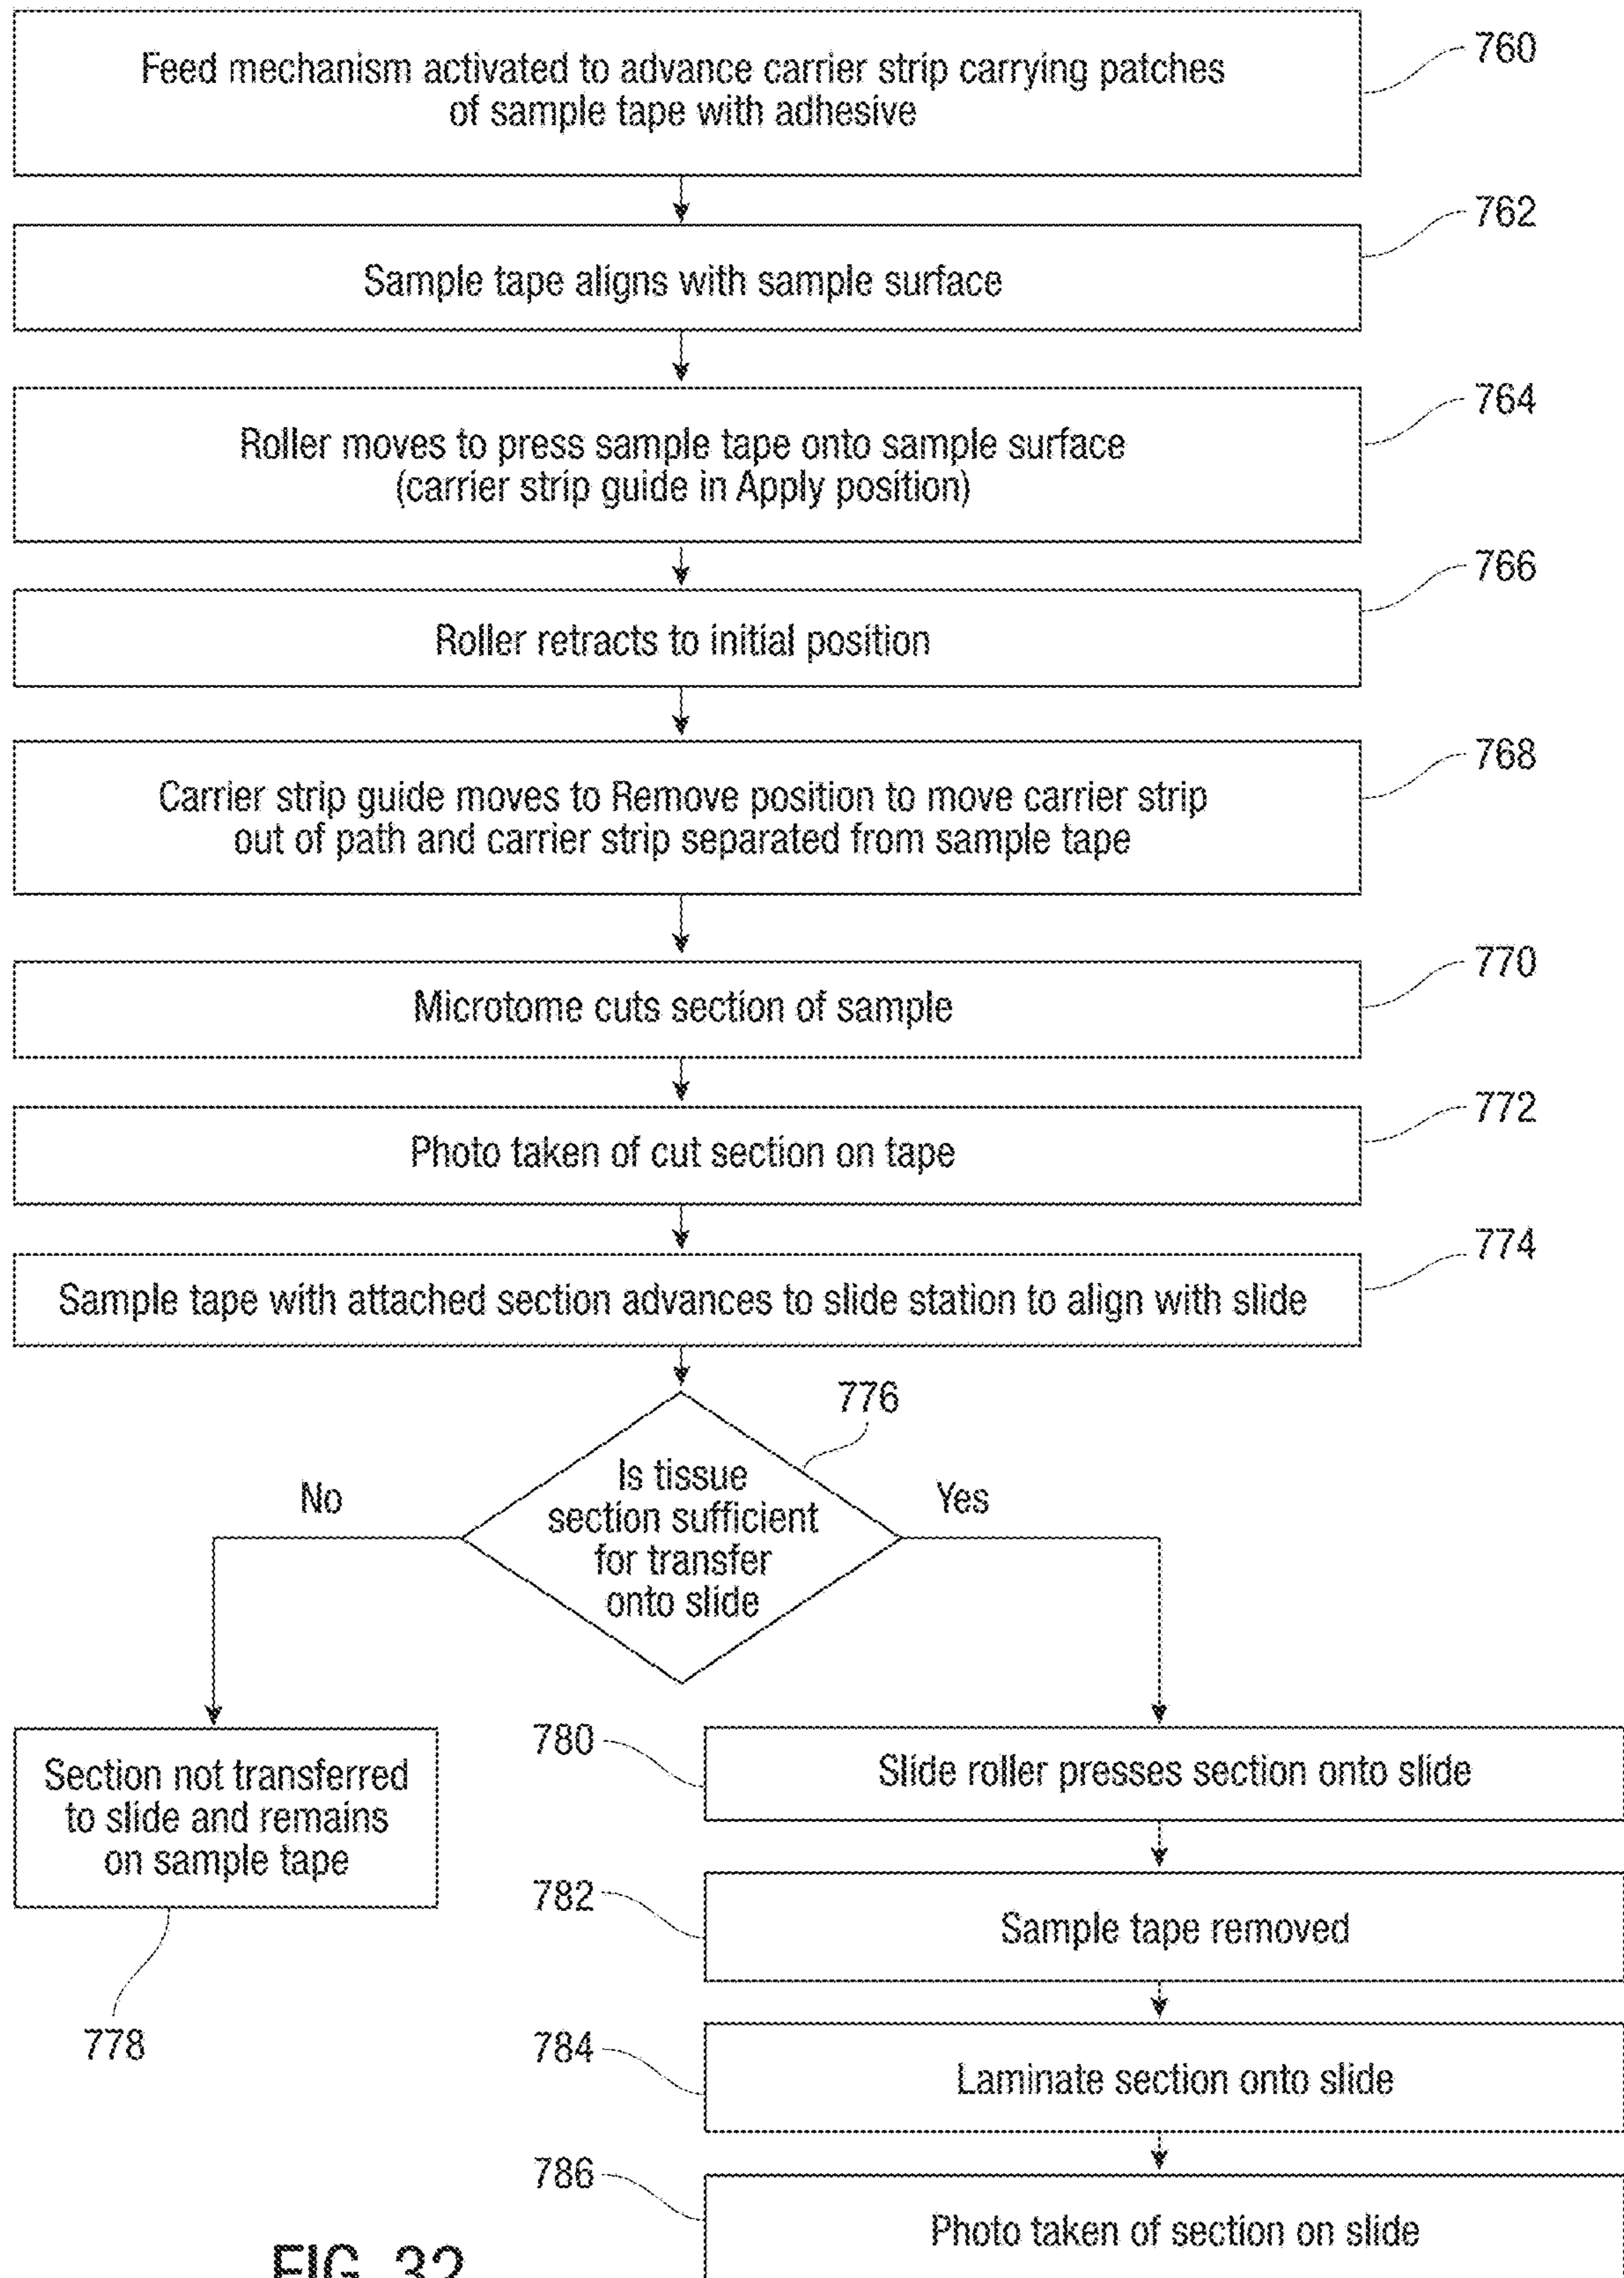 Feed mechanism activated to advance carrier strip carrying patches
of sample tape with adhesive
760
Sample tape aligns with sample surface
762
Roller moves to press sample tape onto sample surface
(carrier strip guide in Apply position)
764
Roller retracts to initial position
766
Carrier strip guide moves to Remove position to move carrier strip
out of path and carrier strip separated from sample tape
768
Microtome cuts section of sample
770
Photo taken of cut section on tape
772
Sample tape with attached section advances to slide station to align with slide
774
776
Is tissue
section sufficient
for transfer
onto slide
No
Yes
Section not transferred
to slide and remains
on sample tape
778
780
Slide roller presses section onto slide
782
Sample tape removed
784
Laminate section onto slide
786
Photo taken of section on slide
FIG. 32